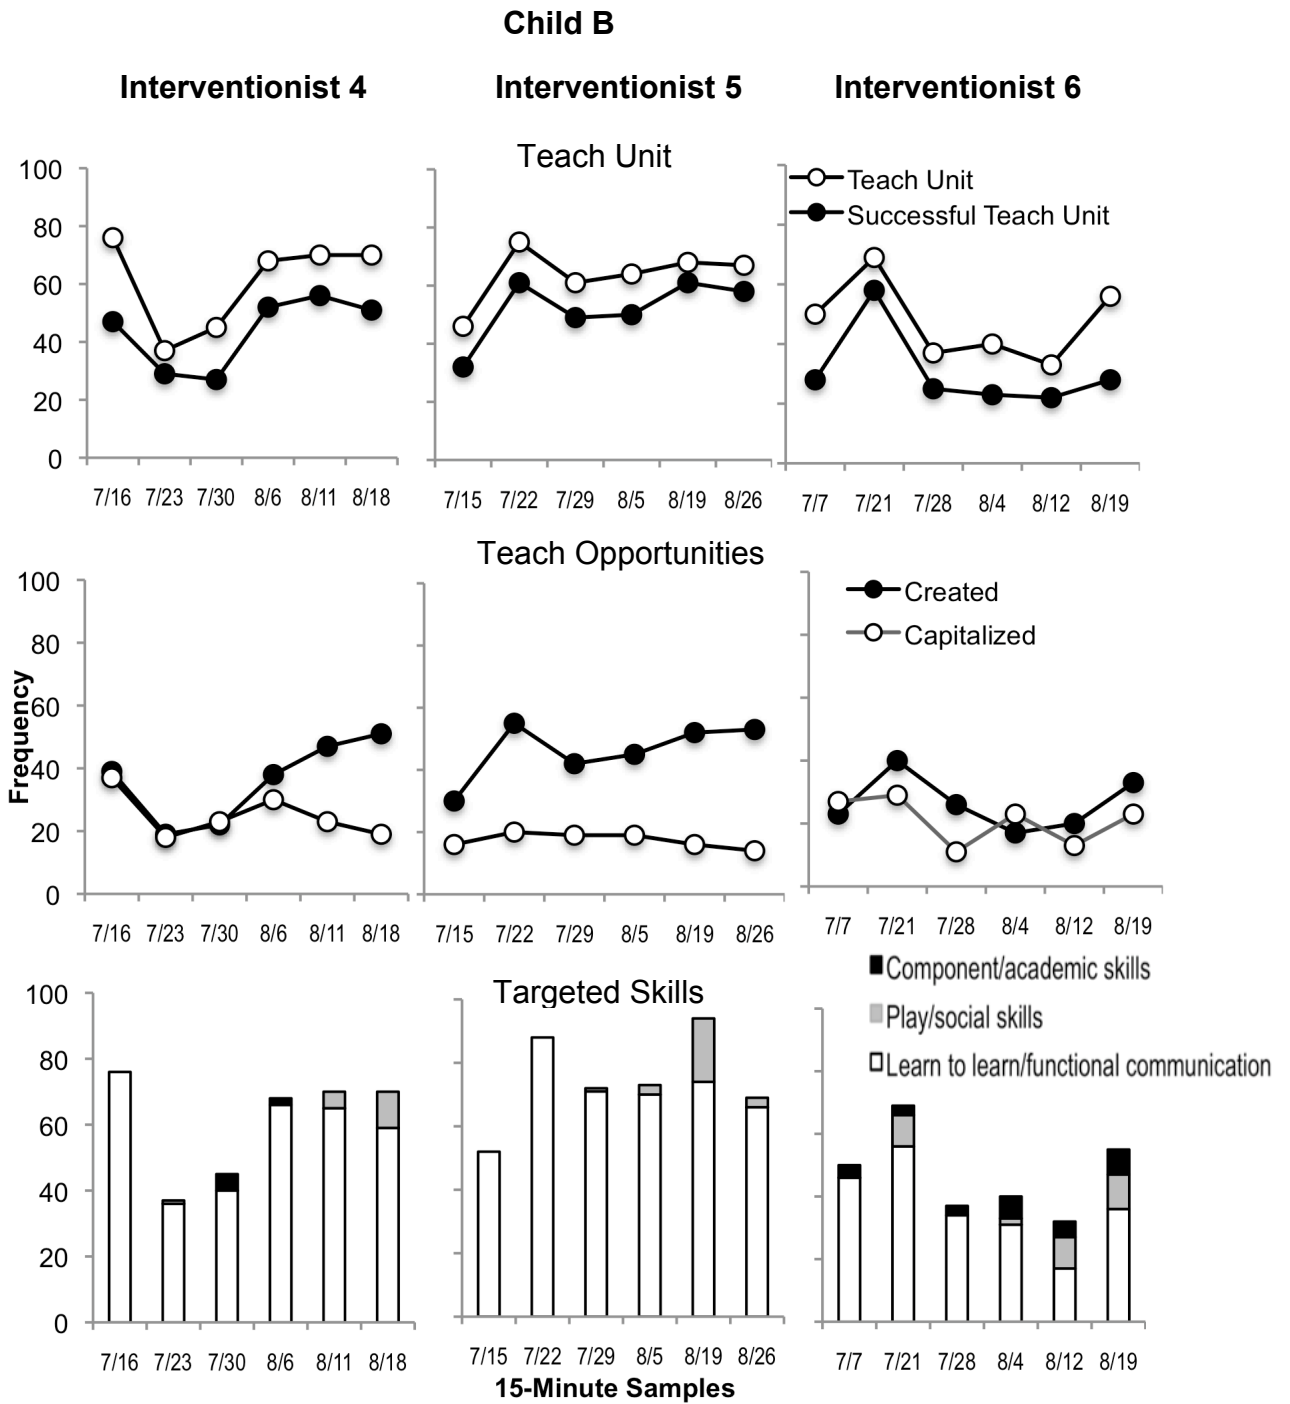 Child B
Interventionist 4 Interventionist 5 Interventionist 6
Teach Unit
Teach Unit
Successful Teach Unit
100
80
60
40
20
0
7/16 7/23 7/30 8/6 8/11 8/18
7/15 7/22 7/29 8/5 8/19 8/26
7/7 7/21 7/28 8/4 8/12 8/19
Teach Opportunities
Created
Capitalized
Frequency
100
80
60
40
20
0
7/16 7/23 7/30 8/6 8/11 8/18
7/15 7/22 7/29 8/5 8/19 8/26
7/7 7/21 7/28 8/4 8/12 8/19
Targeted Skills
Component/academic skills
Play/social skills
Learn to learn/functional communication
100
80
60
40
20
0
7/16 7/23 7/30 8/6 8/11 8/18
7/15 7/22 7/29 8/5 8/19 8/26
7/7 7/21 7/28 8/4 8/12 8/19
15-Minute Samples